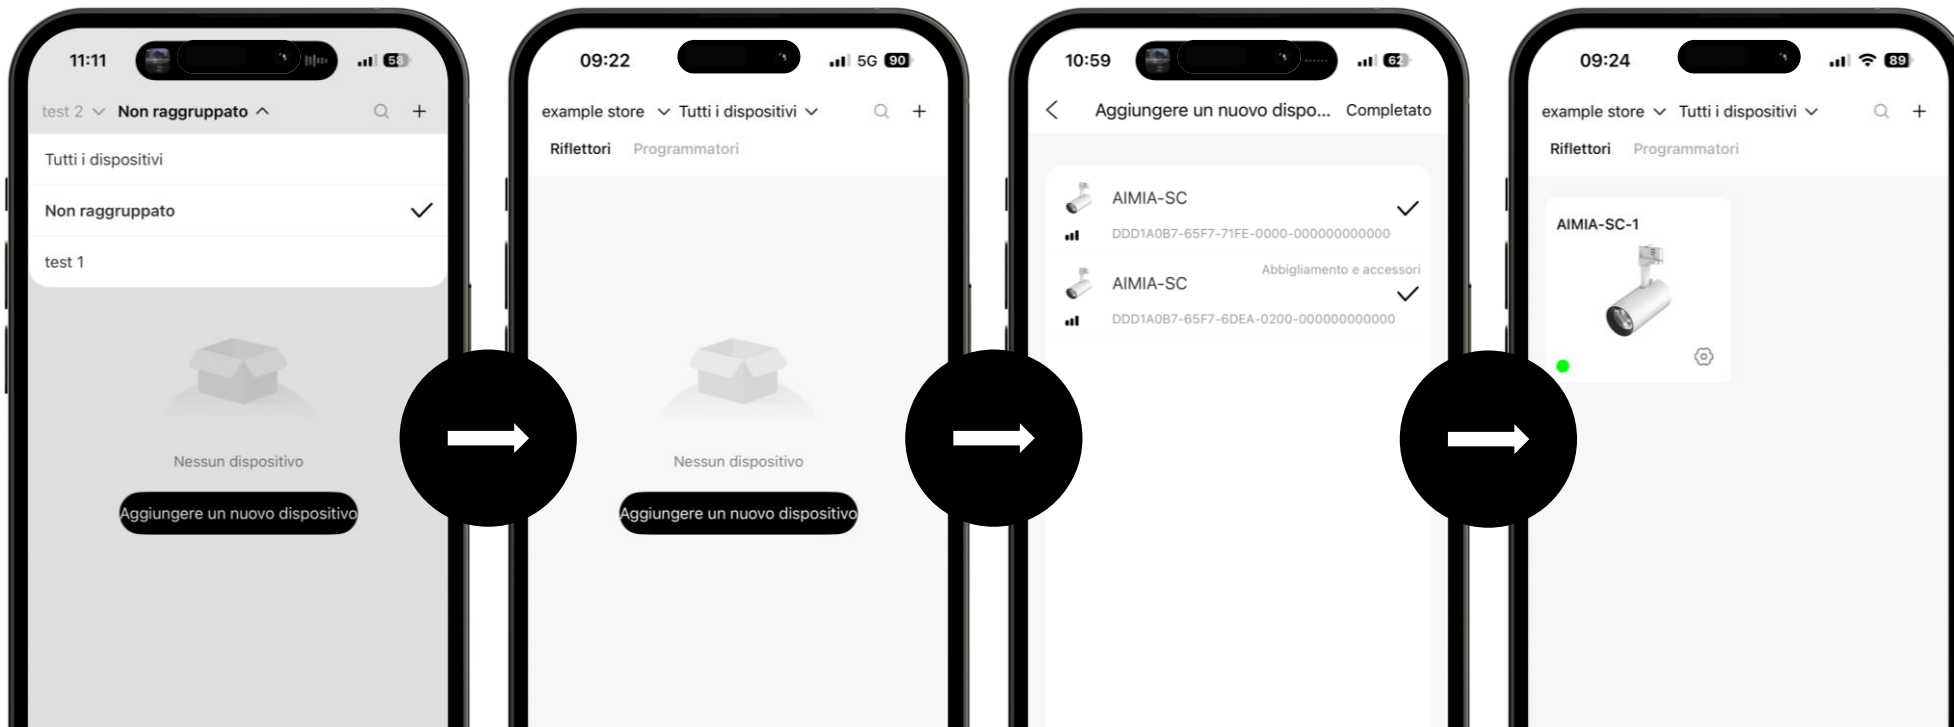 11:11
58
test 2 Non raggruppato
Tutti i dispositivi
Non raggruppato
test 1
Nessun dispositivo
Aggiungere un nuovo dispositivo
09:22
5G 90
example store Tutti i dispositivi
Riflettori Programmatori
Nessun dispositivo
Aggiungere un nuovo dispositivo
10:59
62
Aggiungere un nuovo dispo... Completato
AIMIA-SC
DDD1A0B7-65F7-71FE-0000-000000000000
Abbigliamento e accessori
AIMIA-SC
DDD1A0B7-65F7-6DEA-0200-000000000000
09:24
89
example store Tutti i dispositivi
Riflettori Programmatori
AIMIA-SC-1